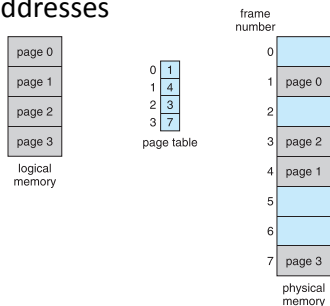 ddresses
page 0
page 1
page 2
page 3
logical
memory
0 1
1 4
2 3
3 7
page table
frame
number
0
1 page 0
2
3 page 2
4 page 1
5
6
7 page 3
physical
memory